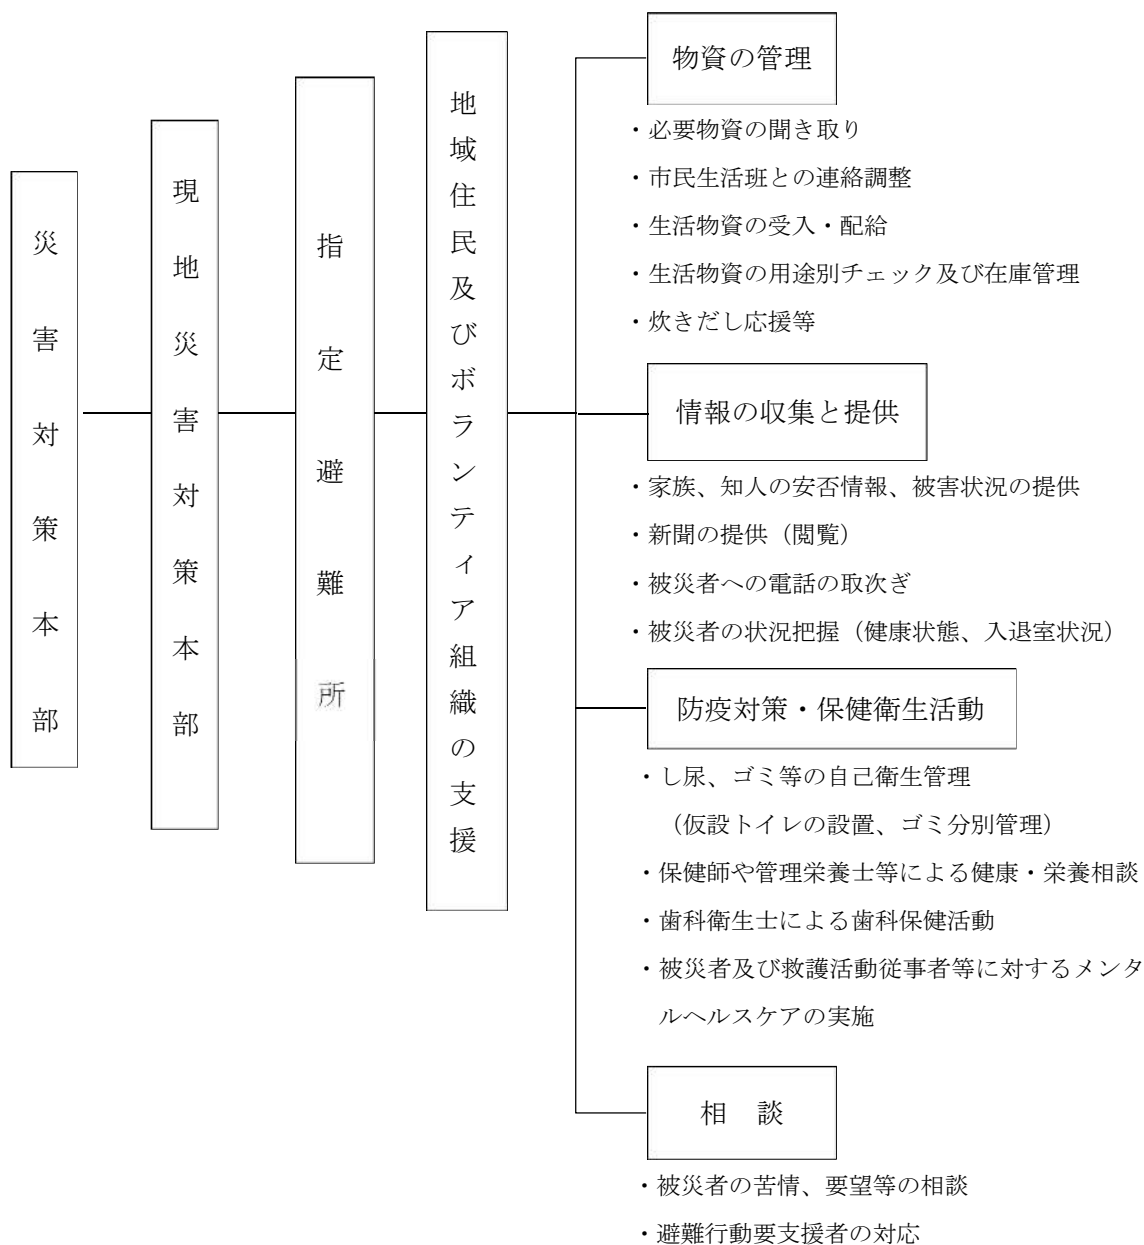 災害対策本部
現地災害対策本部
指定避難所
地域住民及びボランティア組織の支援
物資の管理
・必要物資の聞き取り
・市民生活班との連絡調整
・生活物資の受入・配給
・生活物資の用途別チェック及び在庫管理
・炊きだし応援等
情報の収集と提供
・家族、知人の安否情報、被害状況の提供
・新聞の提供（閲覧）
・被災者への電話の取次ぎ
・被災者の状況把握（健康状態、入退室状況）
防疫対策・保健衛生活動
・し尿、ゴミ等の自己衛生管理
（仮設トイレの設置、ゴミ分別管理）
・保健師や管理栄養士等による健康・栄養相談
・歯科衛生士による歯科保健活動
・被災者及び救護活動従事者等に対するメンタ
ルヘルスケアの実施
相　談
・被災者の苦情、要望等の相談
・避難行動要支援者の対応